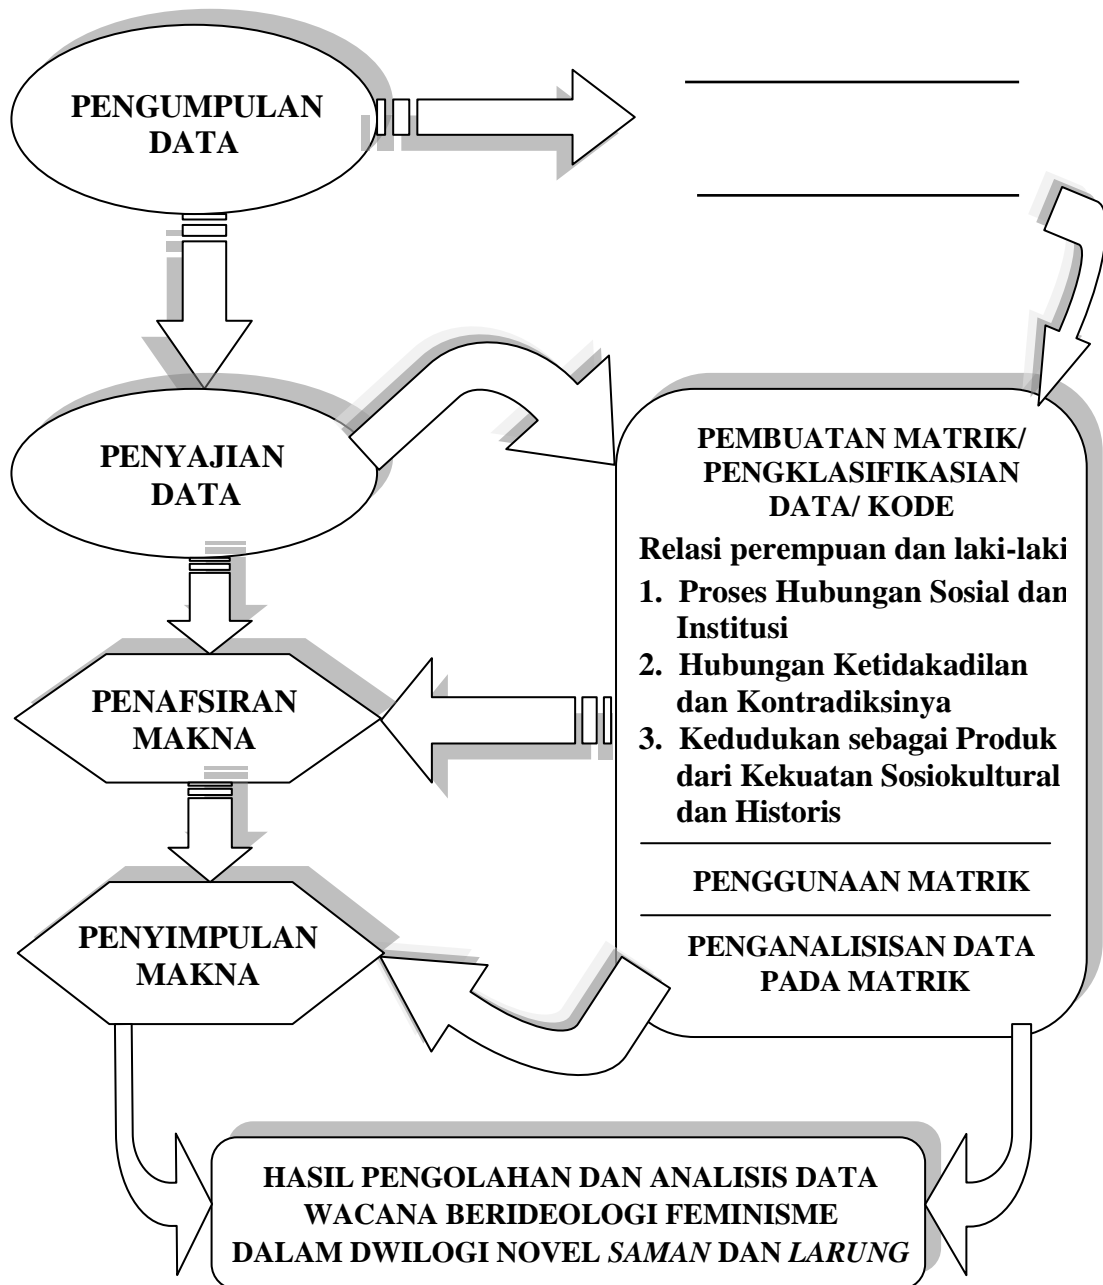 PENGUMPULAN
DATA
PENYAJIAN
DATA
PEMBUATAN MATRIK/
PENGKLASIFIKASIAN
DATA/ KODE
Relasi perempuan dan laki-laki
1. Proses Hubungan Sosial dan
Institusi
2. Hubungan Ketidakadilan
dan Kontradiksinya
3. Kedudukan sebagai Produk
dari Kekuatan Sosiokultural
dan Historis
PENGGUNAAN MATRIK
PENGANALISISAN DATA
PADA MATRIK
PENAFSIRAN
MAKNA
PENYIMPULAN
MAKNA
HASIL PENGOLAHAN DAN ANALISIS DATA
WACANA BERIDEOLOGI FEMINISME
DALAM DWILOGI NOVEL SAMAN DAN LARUNG